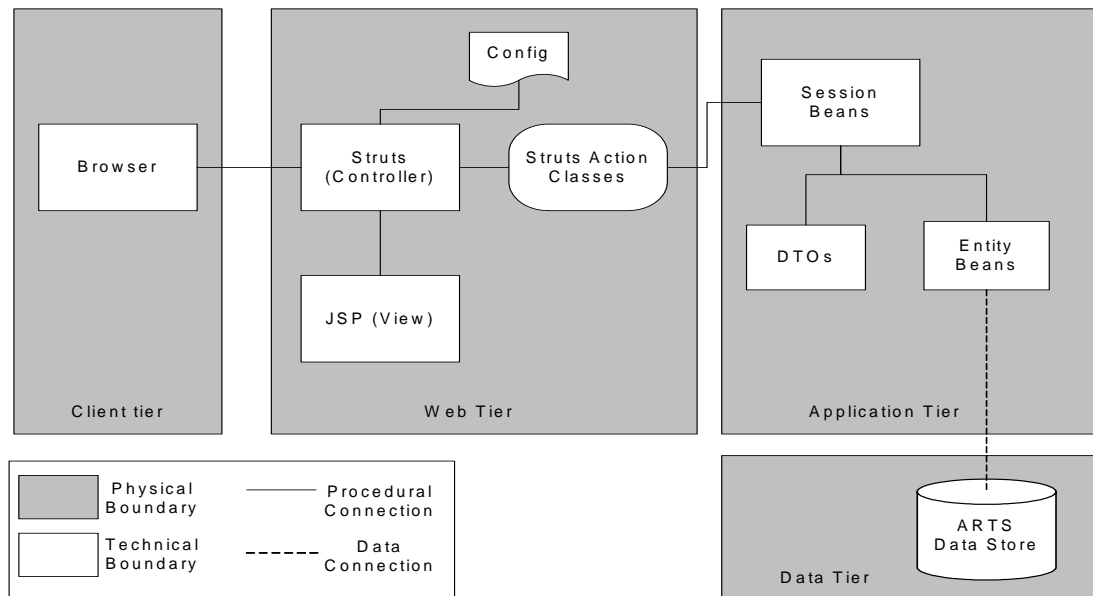 Browser
Client tier
Config
Struts
(Controller)
Struts Action
Classes
JSP (View)
Web Tier
Session
Beans
DTOs
Entity
Beans
Application Tier
Physical
Boundary
Procedural
Connection
Technical
Boundary
Data
Connection
ARTS
Data Store
Data Tier